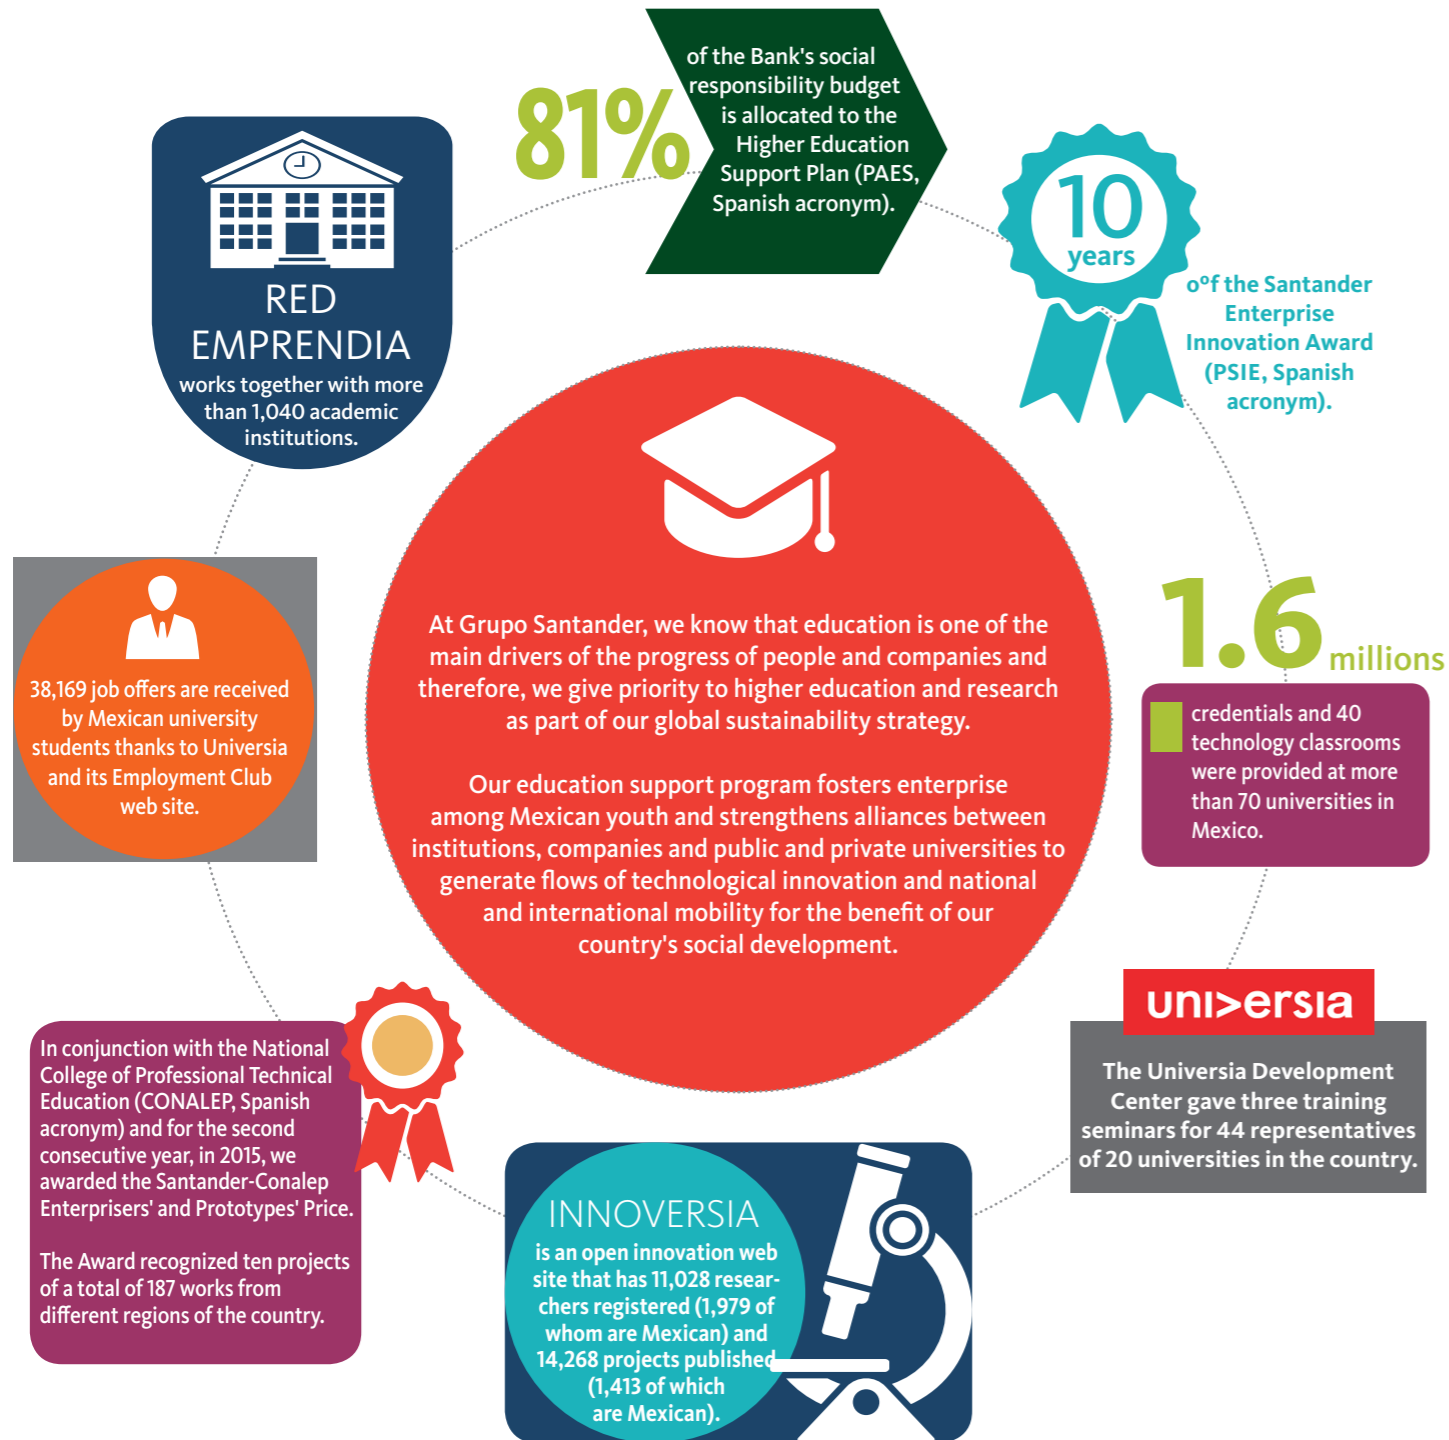 81%
of the Bank's social
responsibility budget
is allocated to the
Higher Education
Support Plan (PAES,
Spanish acronym).
10
years
oºf the Santander
Enterprise
Innovation Award
(PSIE, Spanish
acronym).
RED
EMPRENDIA
works together with more
than 1,040 academic
institutions.
At Grupo Santander, we know that education is one of the
main drivers of the progress of people and companies and
therefore, we give priority to higher education and research
as part of our global sustainability strategy.
Our education support program fosters enterprise
among Mexican youth and strengthens alliances between
institutions, companies and public and private universities to
generate flows of technological innovation and national
and international mobility for the benefit of our
country's social development.
1.6 millions
credentials and 40
technology classrooms
were provided at more
than 70 universities in
Mexico.
38,169 job offers are received
by Mexican university
students thanks to Universia
and its Employment Club
web site.
uni>ersia
The Universia Development
Center gave three training
seminars for 44 representatives
of 20 universities in the country.
In conjunction with the National
College of Professional Technical
Education (CONALEP, Spanish
acronym) and for the second
consecutive year, in 2015, we
awarded the Santander-Conalep
Enterprisers' and Prototypes' Price.
The Award recognized ten projects
of a total of 187 works from
different regions of the country.
INNOVERSIA
is an open innovation web
site that has 11,028 resear-
chers registered (1,979 of
whom are Mexican) and
14,268 projects published
(1,413 of which
are Mexican).